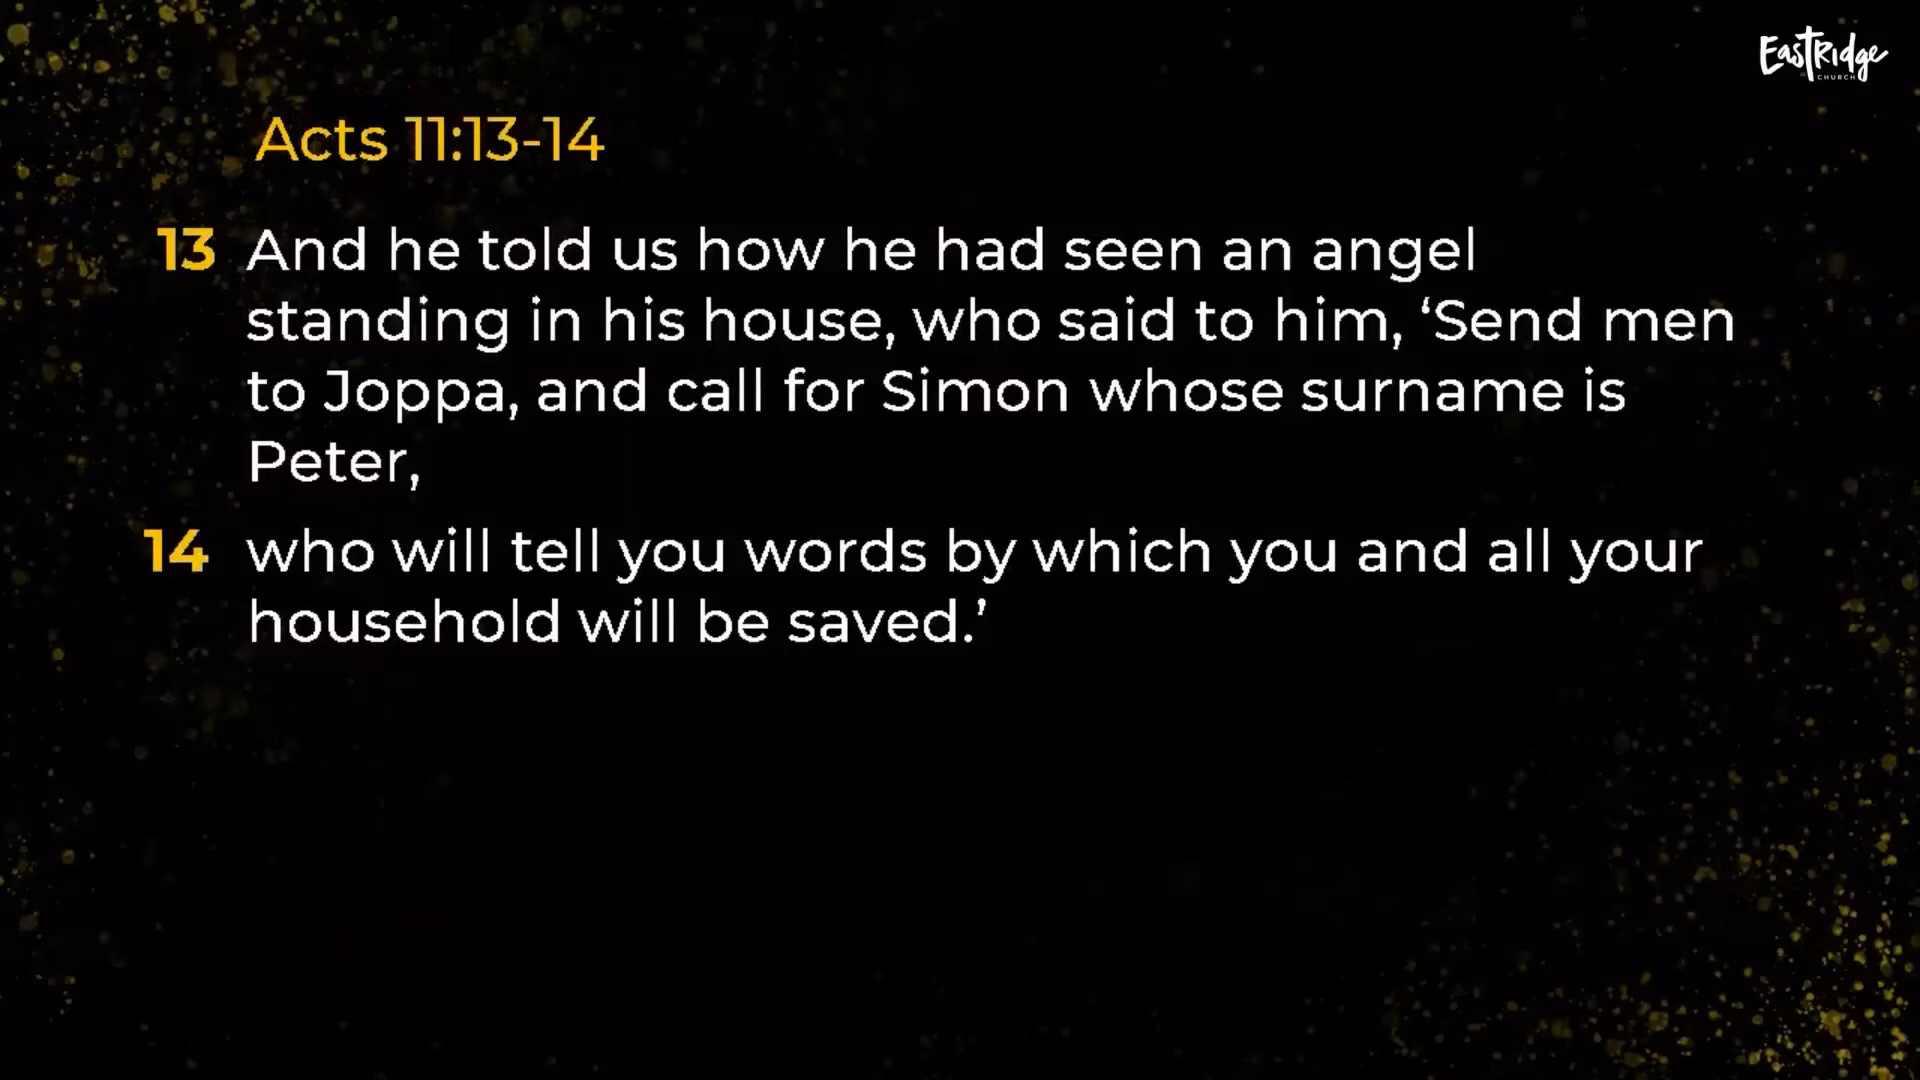 EastRidge
CHURCH
Acts 11:13-14
13 And he told us how he had seen an angel
standing in his house, who said to him, ‘Send men
to Joppa, and call for Simon whose surname is
Peter,
14 who will tell you words by which you and all your
household will be saved.’